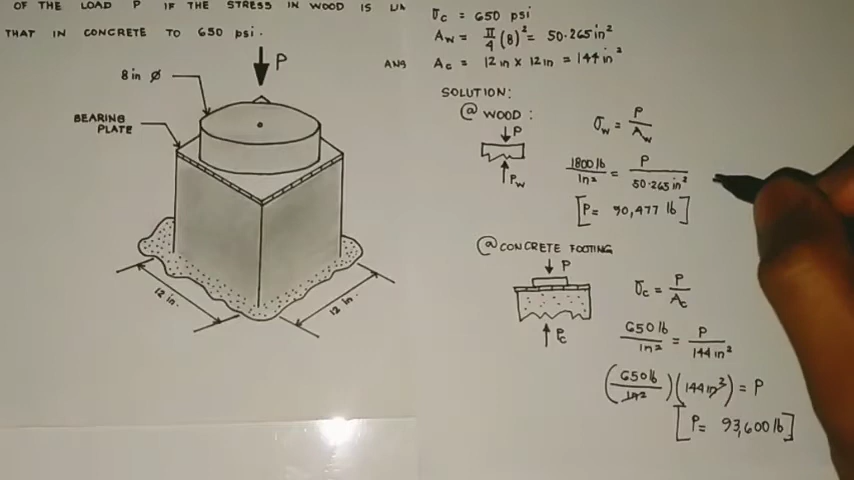 OF THE LOAD P IF THE STRESS IN WOOD IS
THAT IN CONCRETE TO 650 psi.
ANS
P
8 in Ø
BEARING
PLATE
12 in.
12 in.
σc = 650 psi
Aw = π/4 (8)² = 50.265 in²
Ac = 12 in x 12 in = 144 in²
SOLUTION:
@ WOOD:
P
Pw
σw = P/Aw
1800 lb/in² = P/50.265 in²
[P= 90,477 lb]
@ CONCRETE FOOTING
P
Pc
σc = P/Ac
650 lb/in² = P/144 in²
(650 lb/in²)(144 in²) = P
[P= 93,600 lb]